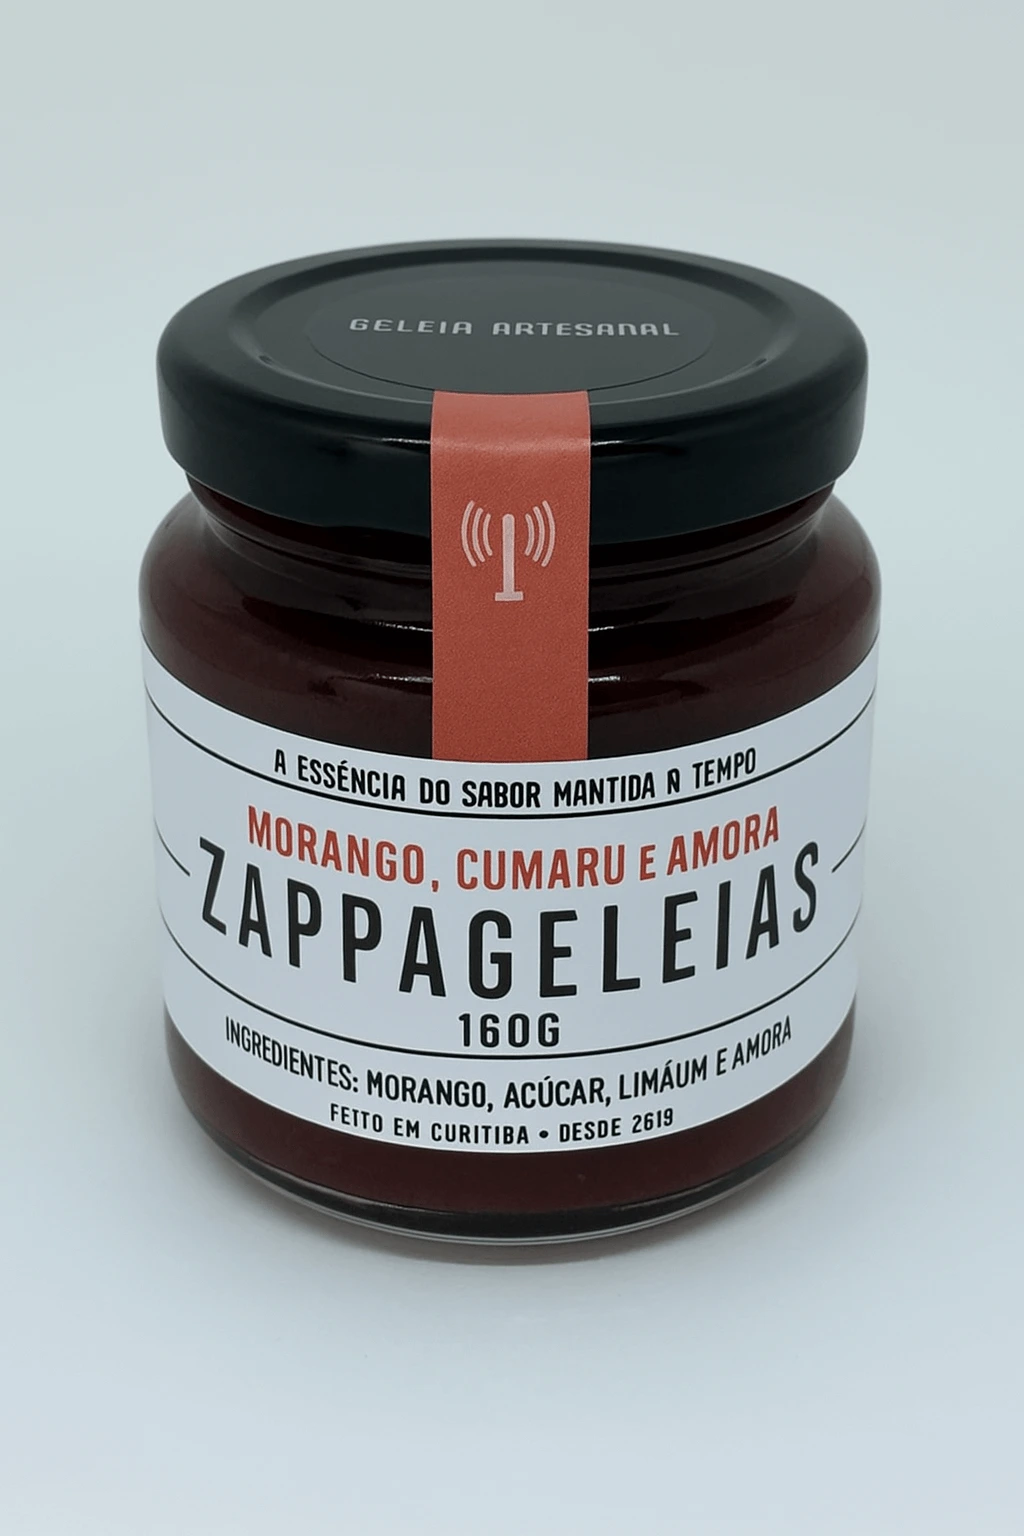 GELEIA ARTESANAL
A ESSÉNCIA DO SABOR MANTIDA Ñ TEMPO
MORANGO, CUMARU E AMORA
ZAPPAGELEIAS
160G
INGREDIENTES: MORANGO, ACÚCAR, LIMÁUM E AMORA
FEITO EM CURITIBA • DESDE 2619